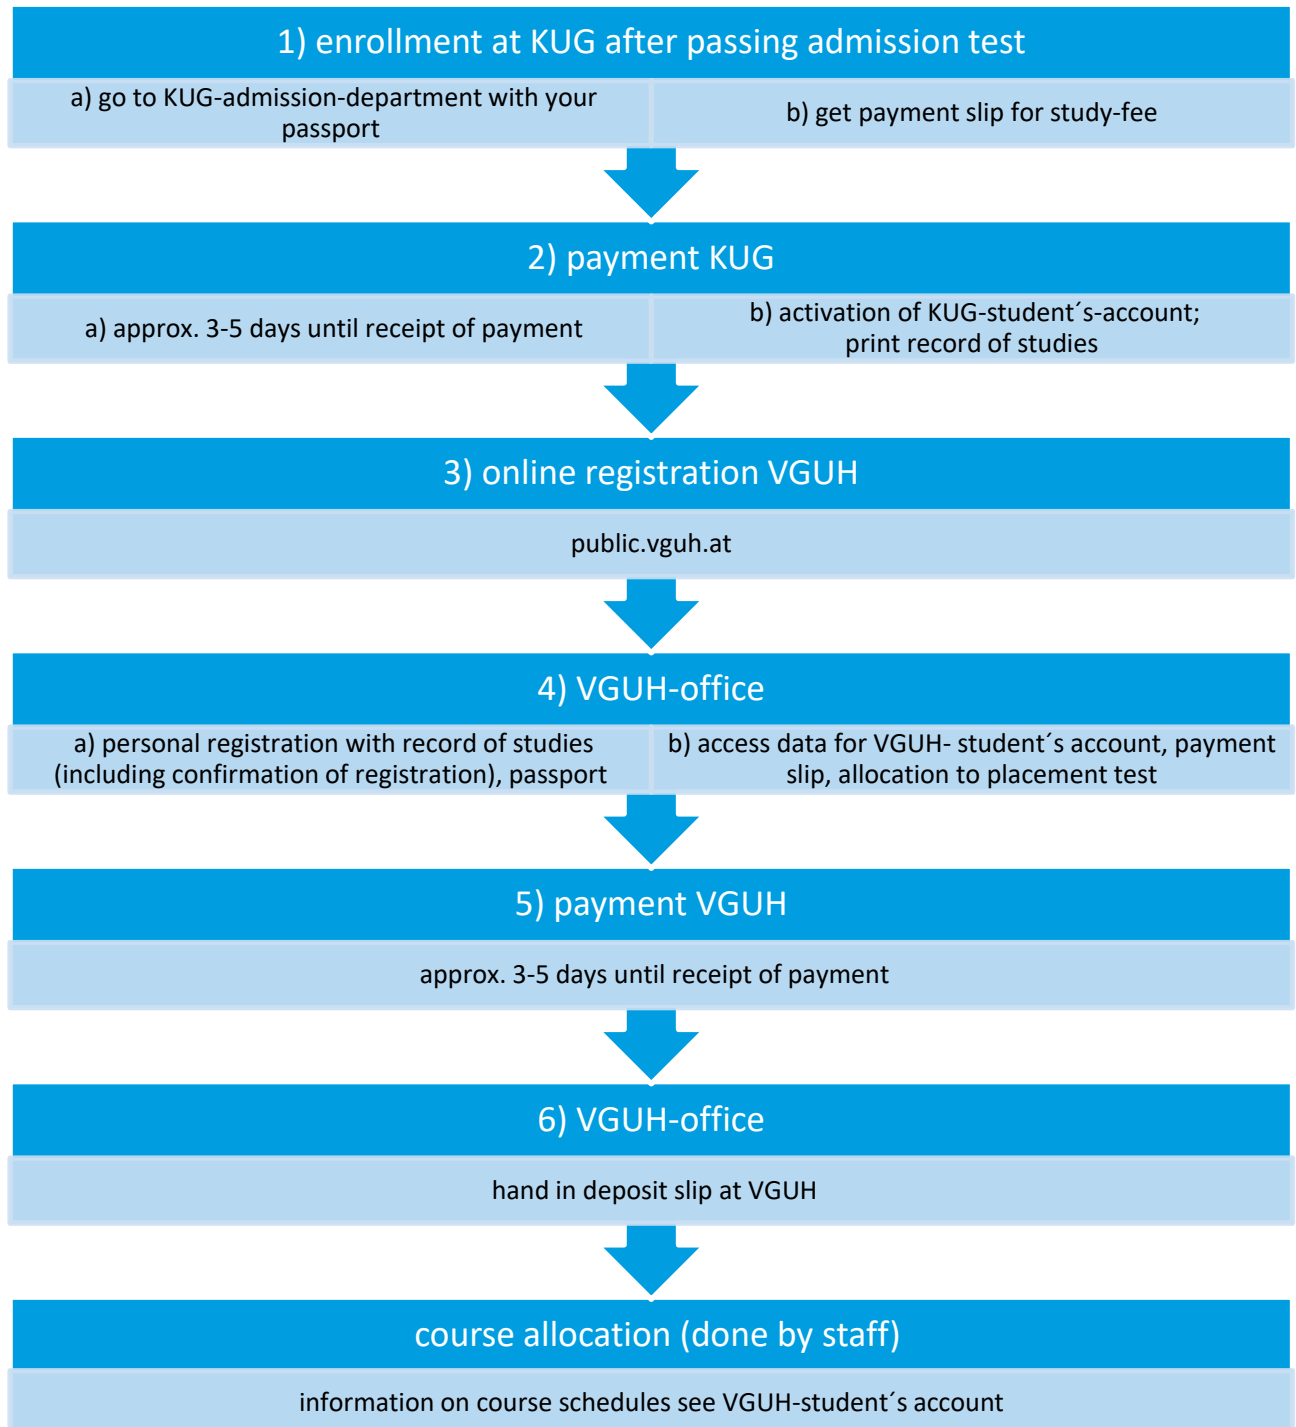 1) enrollment at KUG after passing admission test
a) go to KUG-admission-department with your
passport
b) get payment slip for study-fee
2) payment KUG
a) approx. 3-5 days until receipt of payment
b) activation of KUG-student´s-account;
print record of studies
3) online registration VGUH
public.vguh.at
4) VGUH-office
a) personal registration with record of studies
(including confirmation of registration), passport
b) access data for VGUH- student´s account, payment
slip, allocation to placement test
5) payment VGUH
approx. 3-5 days until receipt of payment
6) VGUH-office
hand in deposit slip at VGUH
course allocation (done by staff)
information on course schedules see VGUH-student´s account